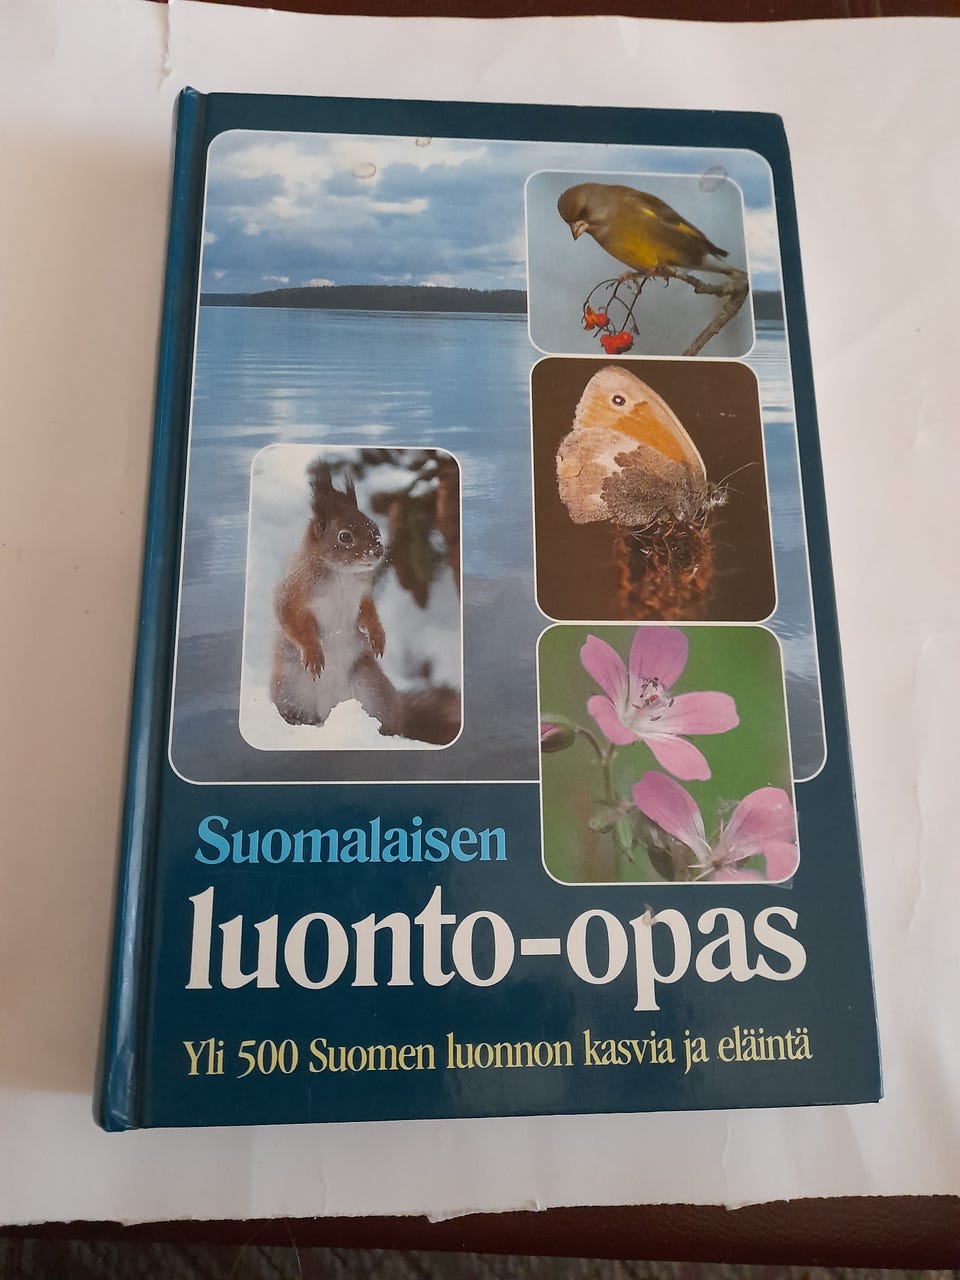 Suomalaisen
luonto-opas
Yli 500 Suomen luonnon kasvia ja eläintä